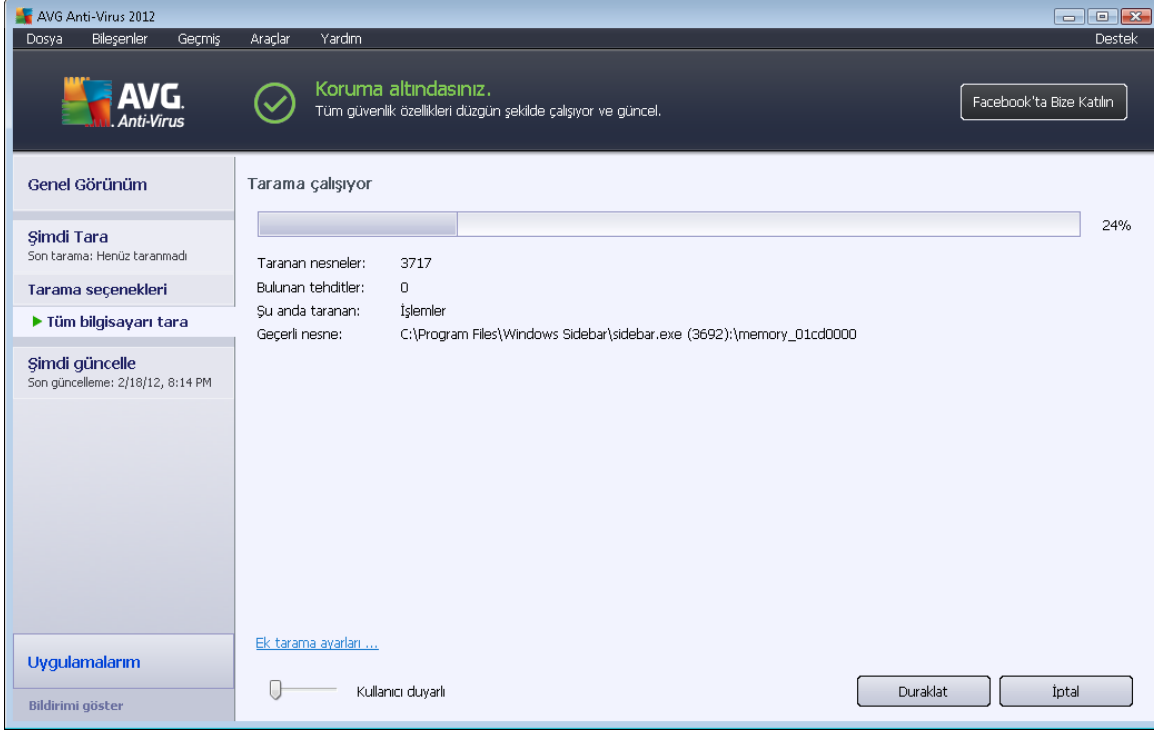 AVG Anti-Virus 2012
Dosya Bileşenler Geçmiş Araçlar Yardım Destek
AVG.
Anti-Virus
Koruma altındasınız.
Tüm güvenlik özellikleri düzgün şekilde çalışıyor ve güncel.
Facebook'ta Bize Katılın
Genel Görünüm
Şimdi Tara
Son tarama: Henüz taranmadı
Tarama seçenekleri
Tüm bilgisayarı tara
Şimdi güncelle
Son güncelleme: 2/18/12, 8:14 PM
Uygulamalarım
Bildirimi göster
Tarama çalışıyor
24%
Taranan nesneler: 3717
Bulunan tehditler: 0
Şu anda taranan: İşlemler
Geçerli nesne: C:\Program Files\Windows Sidebar\sidebar.exe (3692):\memory_01cd0000
Ek tarama ayarları ...
Kullanıcı duyarlı
Duraklat İptal